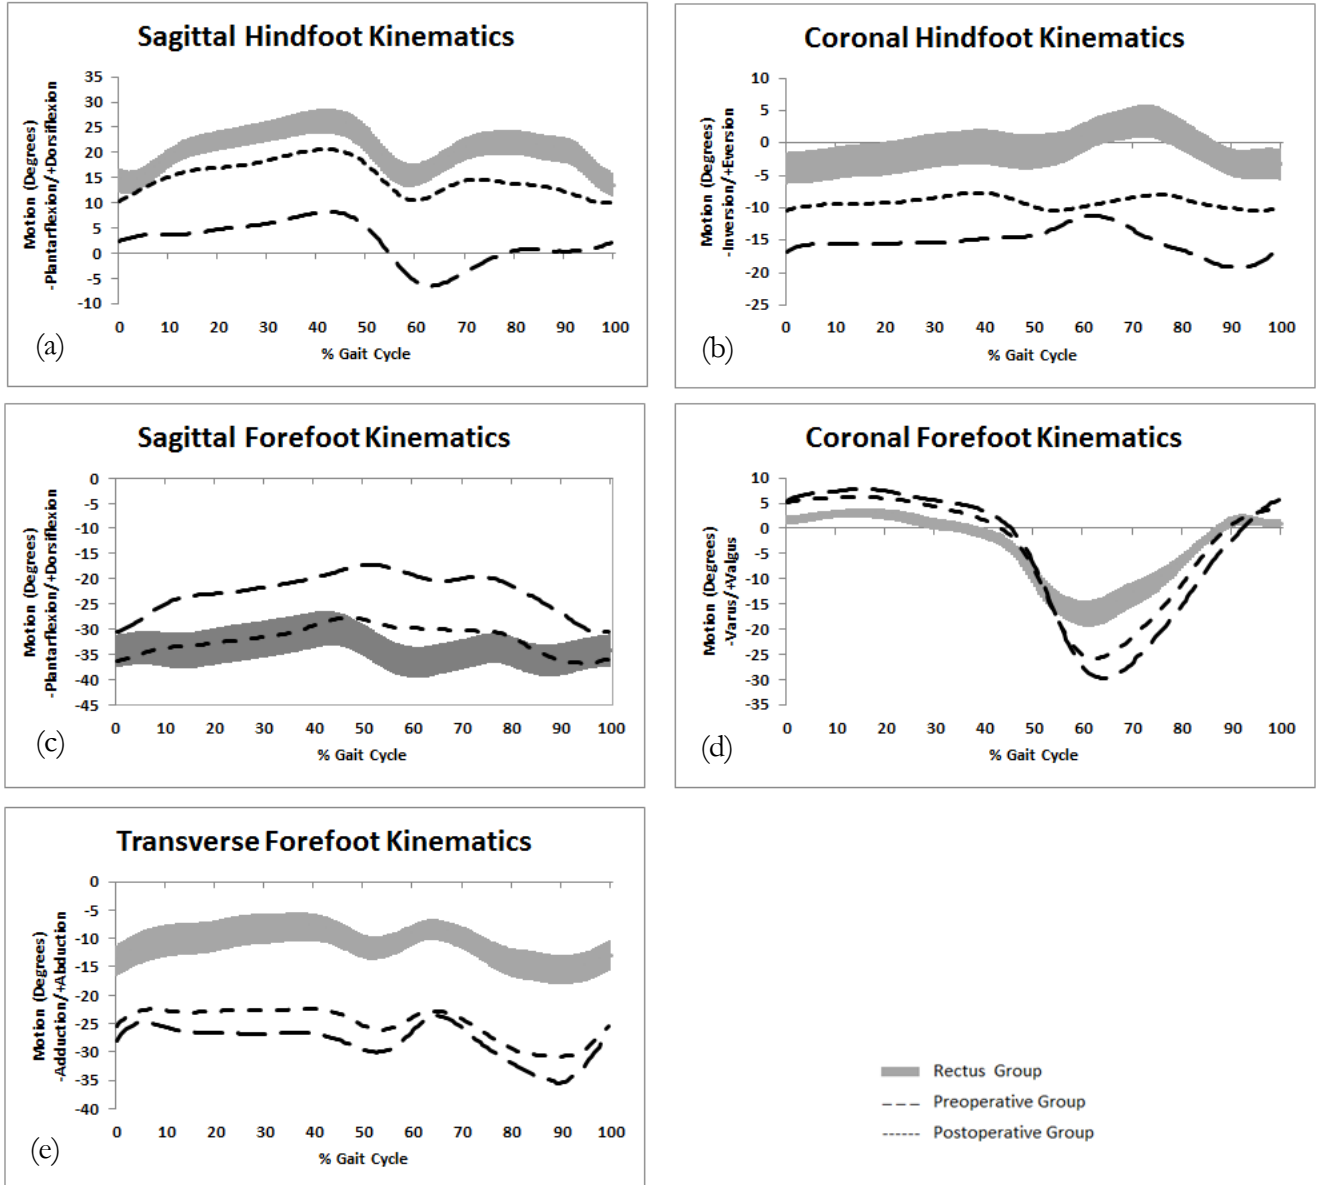 Sagittal Hindfoot Kinematics
Motion (Degrees)
-Plantarflexion/+Dorsiflexion
35
30
25
20
15
10
5
0
-5
-10
0 10 20 30 40 50 60 70 80 90 100
% Gait Cycle
(a)
Coronal Hindfoot Kinematics
Motion (Degrees)
-Inversion/+Eversion
10
5
0
-5
-10
-15
-20
-25
0 10 20 30 40 50 60 70 80 90 100
% Gait Cycle
(b)
Sagittal Forefoot Kinematics
Motion (Degrees)
-Plantarflexion/+Dorsiflexion
0
-5
-10
-15
-20
-25
-30
-35
-40
-45
0 10 20 30 40 50 60 70 80 90 100
% Gait Cycle
(c)
Coronal Forefoot Kinematics
Motion (Degrees)
-Varus/+Valgus
10
5
0
-5
-10
-15
-20
-25
-30
-35
0 10 20 30 40 50 60 70 80 90 100
% Gait Cycle
(d)
Transverse Forefoot Kinematics
Motion (Degrees)
-Adduction/+Abduction
0
-5
-10
-15
-20
-25
-30
-35
-40
0 10 20 30 40 50 60 70 80 90 100
% Gait Cycle
(e)
Rectus Group
Preoperative Group
Postoperative Group